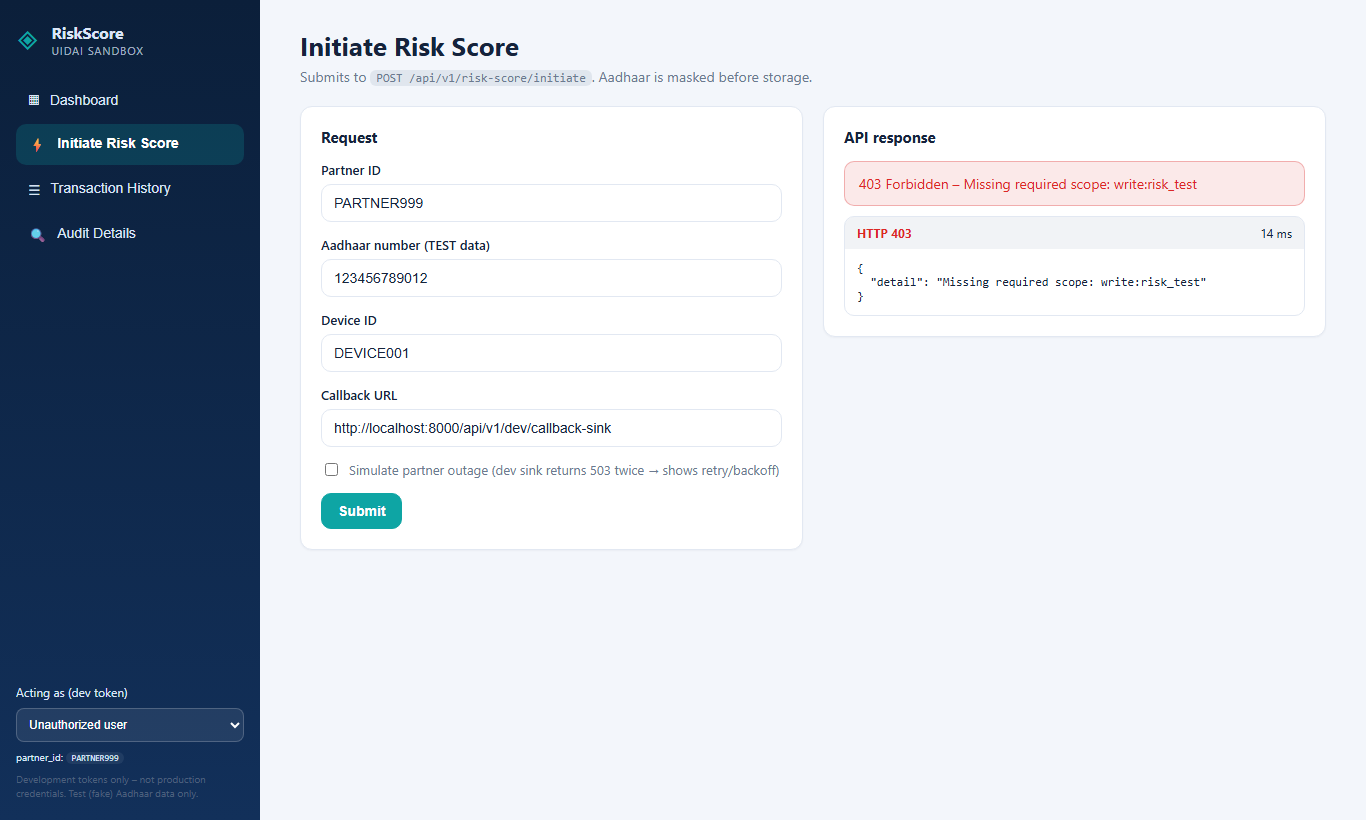 RiskScore
UIDAI SANDBOX
Dashboard
Initiate Risk Score
Transaction History
Audit Details
Acting as (dev token)
Unauthorized user
partner_id: PARTNER999
Development tokens only – not production
credentials. Test (fake) Aadhaar data only.
Initiate Risk Score
Submits to POST /api/v1/risk-score/initiate. Aadhaar is masked before storage.
Request
Partner ID
PARTNER999
Aadhaar number (TEST data)
123456789012
Device ID
DEVICE001
Callback URL
http://localhost:8000/api/v1/dev/callback-sink
Simulate partner outage (dev sink returns 503 twice → shows retry/backoff)
Submit
API response
403 Forbidden – Missing required scope: write:risk_test
HTTP 403 14 ms
{
"detail": "Missing required scope: write:risk_test"
}